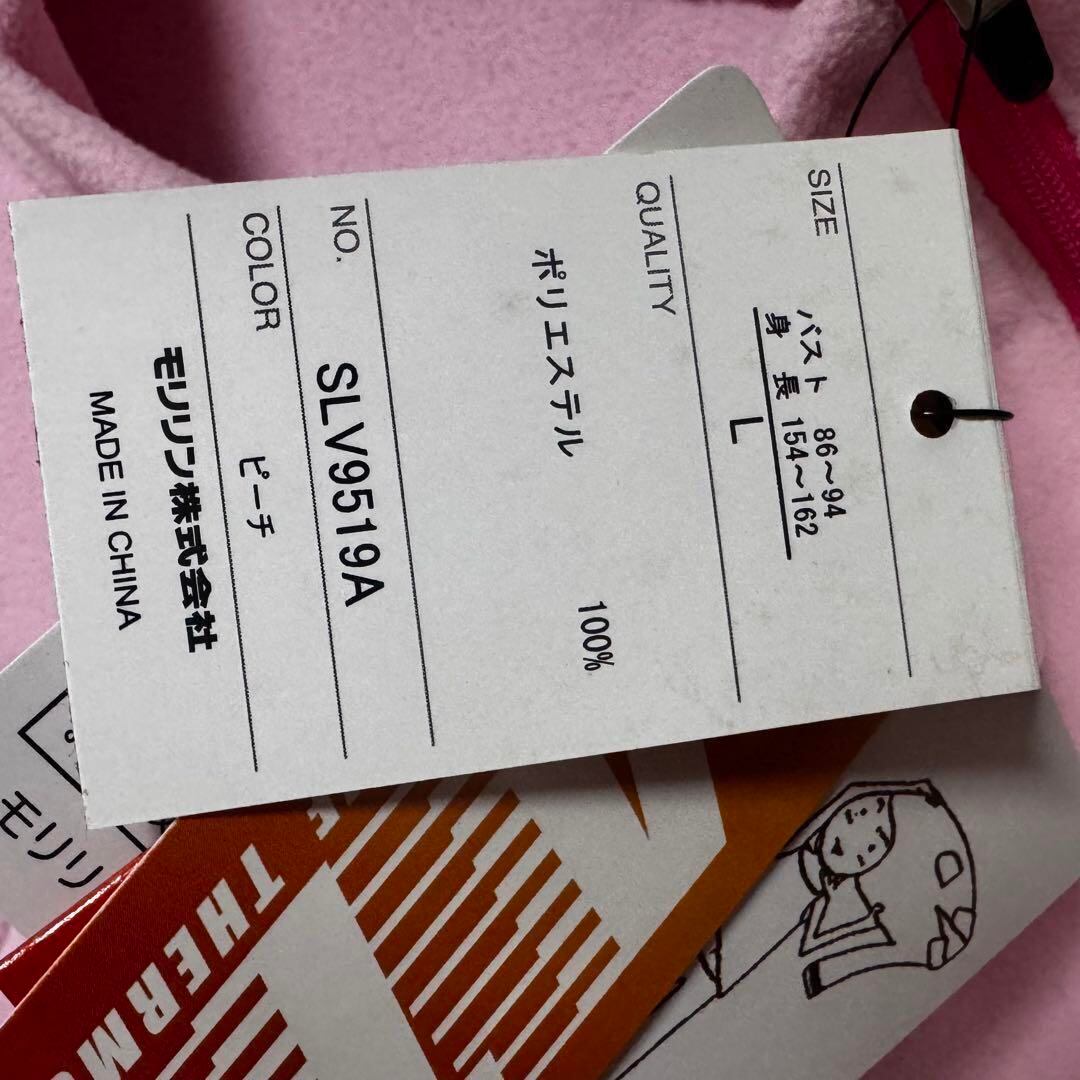 SIZE
バスト 86～94
身 長 154～162
L
QUALITY
ポリエステル 100%
NO. SLV9519A
COLOR ピーチ
モリリン株式会社
MADE IN CHINA
モリリ
THERMO